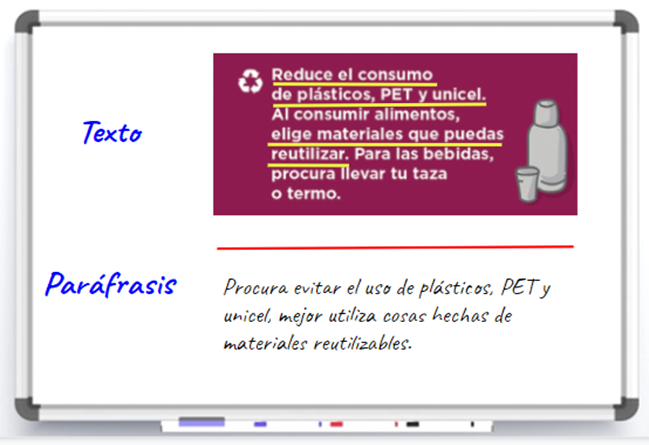 Texto
Reduce el consumo
de plásticos, PET y unicel.
Al consumir alimentos,
elige materiales que puedas
reutilizar. Para las bebidas,
procura llevar tu taza
o termo.
Paráfrasis
Procura evitar el uso de plásticos, PET y
unicel, mejor utiliza cosas hechas de
materiales reutilizables.